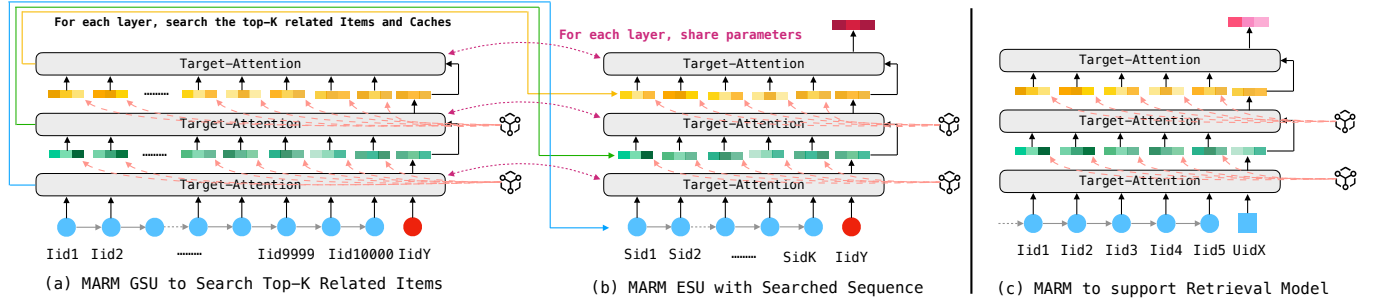 For each layer, search the top-K related Items and Caches
Target-Attention
Target-Attention
Target-Attention
Iid1 Iid2 ……… Iid9999 Iid10000 IidY
(a) MARM GSU to Search Top-K Related Items
For each layer, share parameters
Target-Attention
Target-Attention
Target-Attention
Sid1 Sid2 ……… SidK IidY
(b) MARM ESU with Searched Sequence
Target-Attention
Target-Attention
Target-Attention
Iid1 Iid2 Iid3 Iid4 Iid5 UidX
(c) MARM to support Retrieval Model